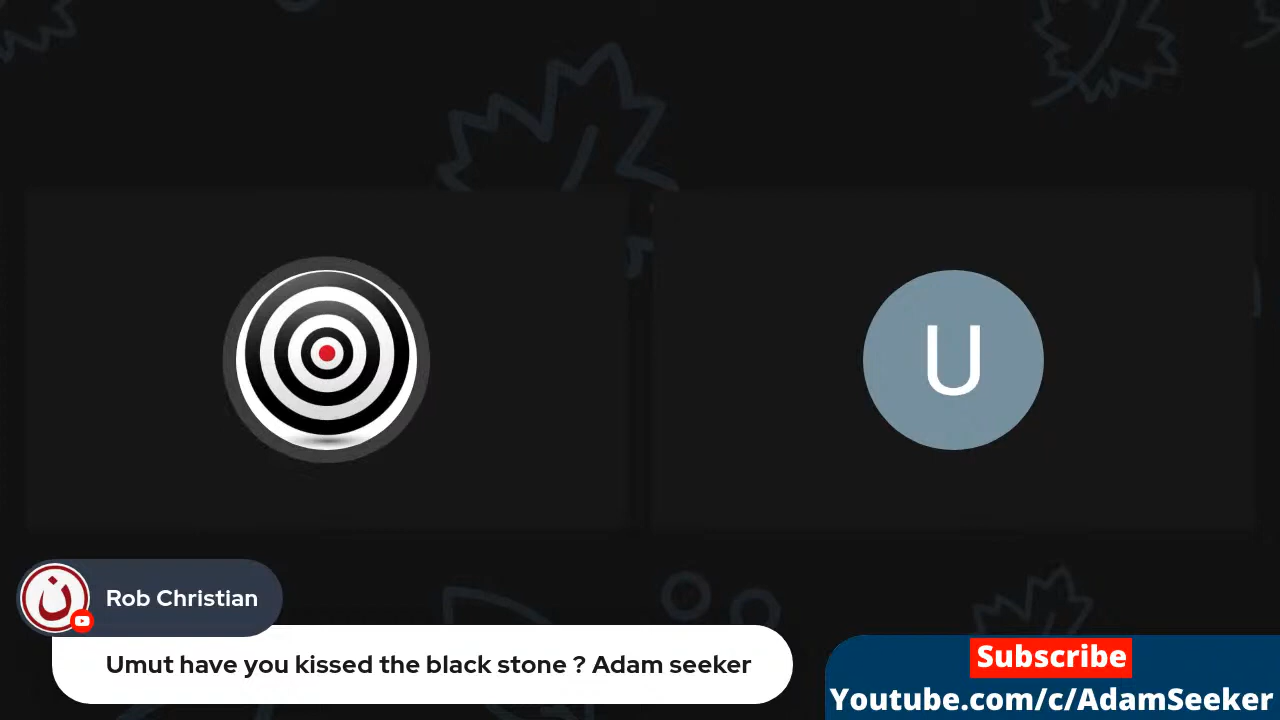 U
ن
Rob Christian
Umut have you kissed the black stone ? Adam seeker
Subscribe
Youtube.com/c/AdamSeeker